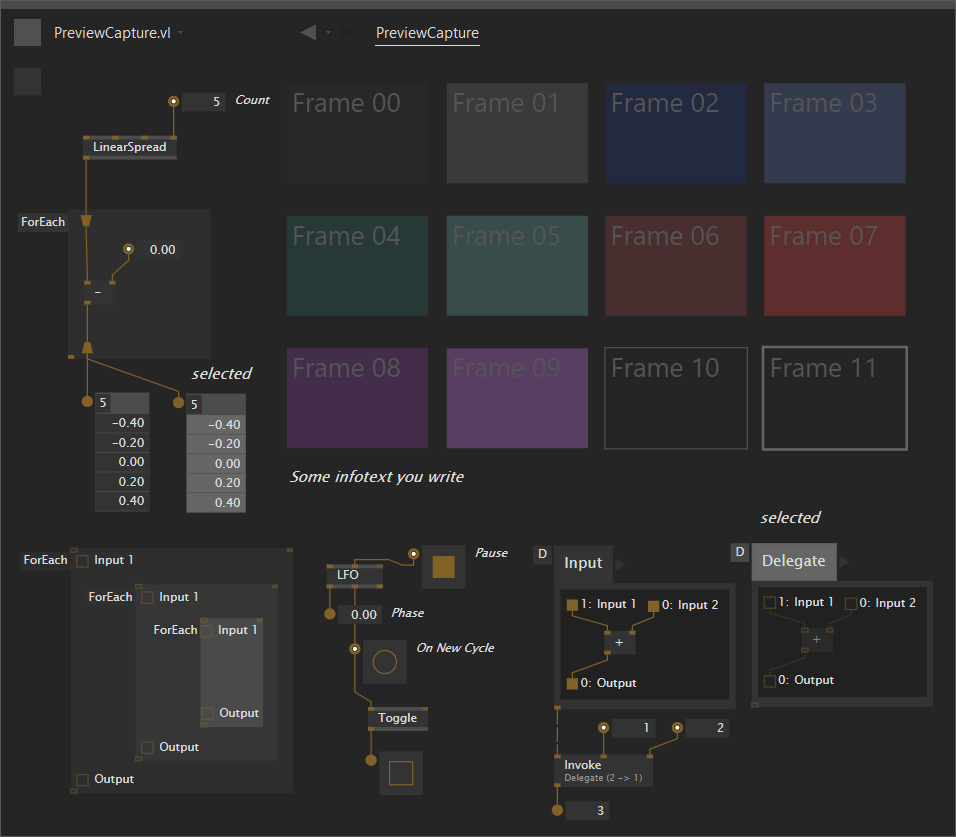 PreviewCapture.vl
PreviewCapture
5 Count
LinearSpread
Frame 00
Frame 01
Frame 02
Frame 03
ForEach
0.00
-
Frame 04
Frame 05
Frame 06
Frame 07
Frame 08
Frame 09
Frame 10
Frame 11
selected
5
-0.40
-0.20
0.00
0.20
0.40
5
-0.40
-0.20
0.00
0.20
0.40
Some infotext you write
ForEach
Input 1
ForEach
Input 1
ForEach
Input 1
Output
Output
Output
Pause
LFO
0.00 Phase
On New Cycle
Toggle
D
Input
1: Input 1
0: Input 2
+
0: Output
1
2
Invoke
Delegate (2 -> 1)
3
selected
D
Delegate
1: Input 1
0: Input 2
+
0: Output